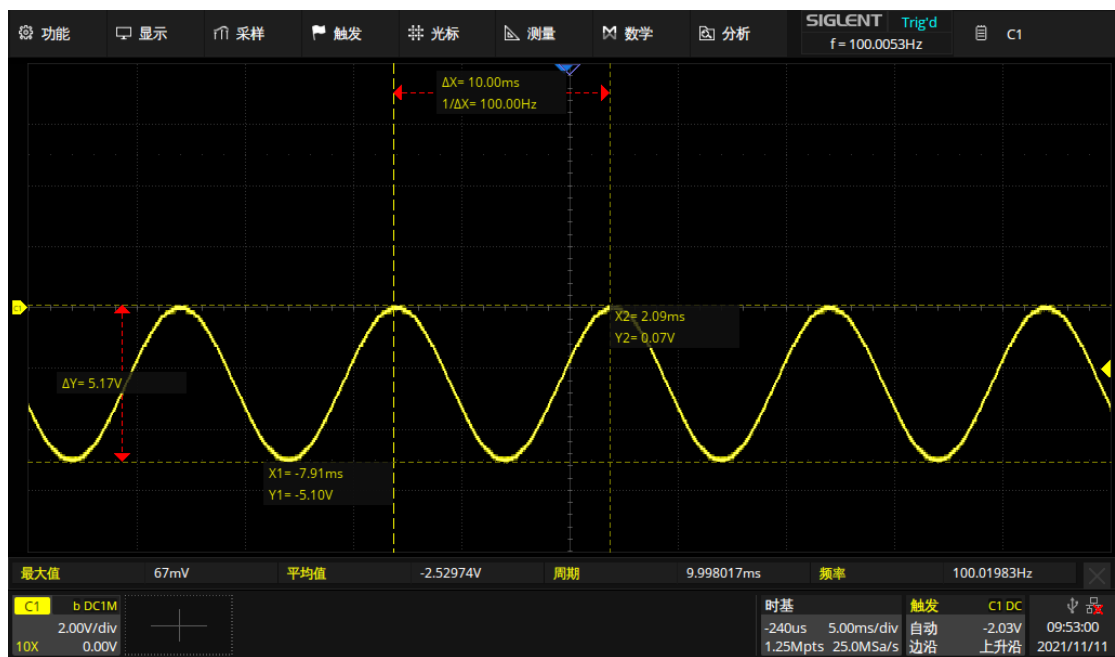 功能 显示 采样 触发 光标 测量 数学 分析 SIGLENT Trig'd C1
f = 100.0053Hz
ΔX= 10.00ms
1/ΔX= 100.00Hz
X2= 2.09ms
Y2= 0.07V
ΔY= 5.17V
X1= -7.91ms
Y1= -5.10V
最大值 67mV 平均值 -2.52974V 周期 9.998017ms 频率 100.01983Hz
C1 b DC1M 时基 触发 C1 DC
2.00V/div -240us 5.00ms/div 自动 -2.03V 09:53:00
10X 0.00V 1.25Mpts 25.0MSa/s 边沿 上升沿 2021/11/11